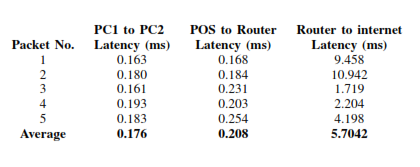 PC1 to PC2 POS to Router Router to internet
Packet No. Latency (ms) Latency (ms) Latency (ms)
1 0.163 0.168 9.458
2 0.180 0.184 10.942
3 0.161 0.231 1.719
4 0.193 0.203 2.204
5 0.183 0.254 4.198
Average 0.176 0.208 5.7042